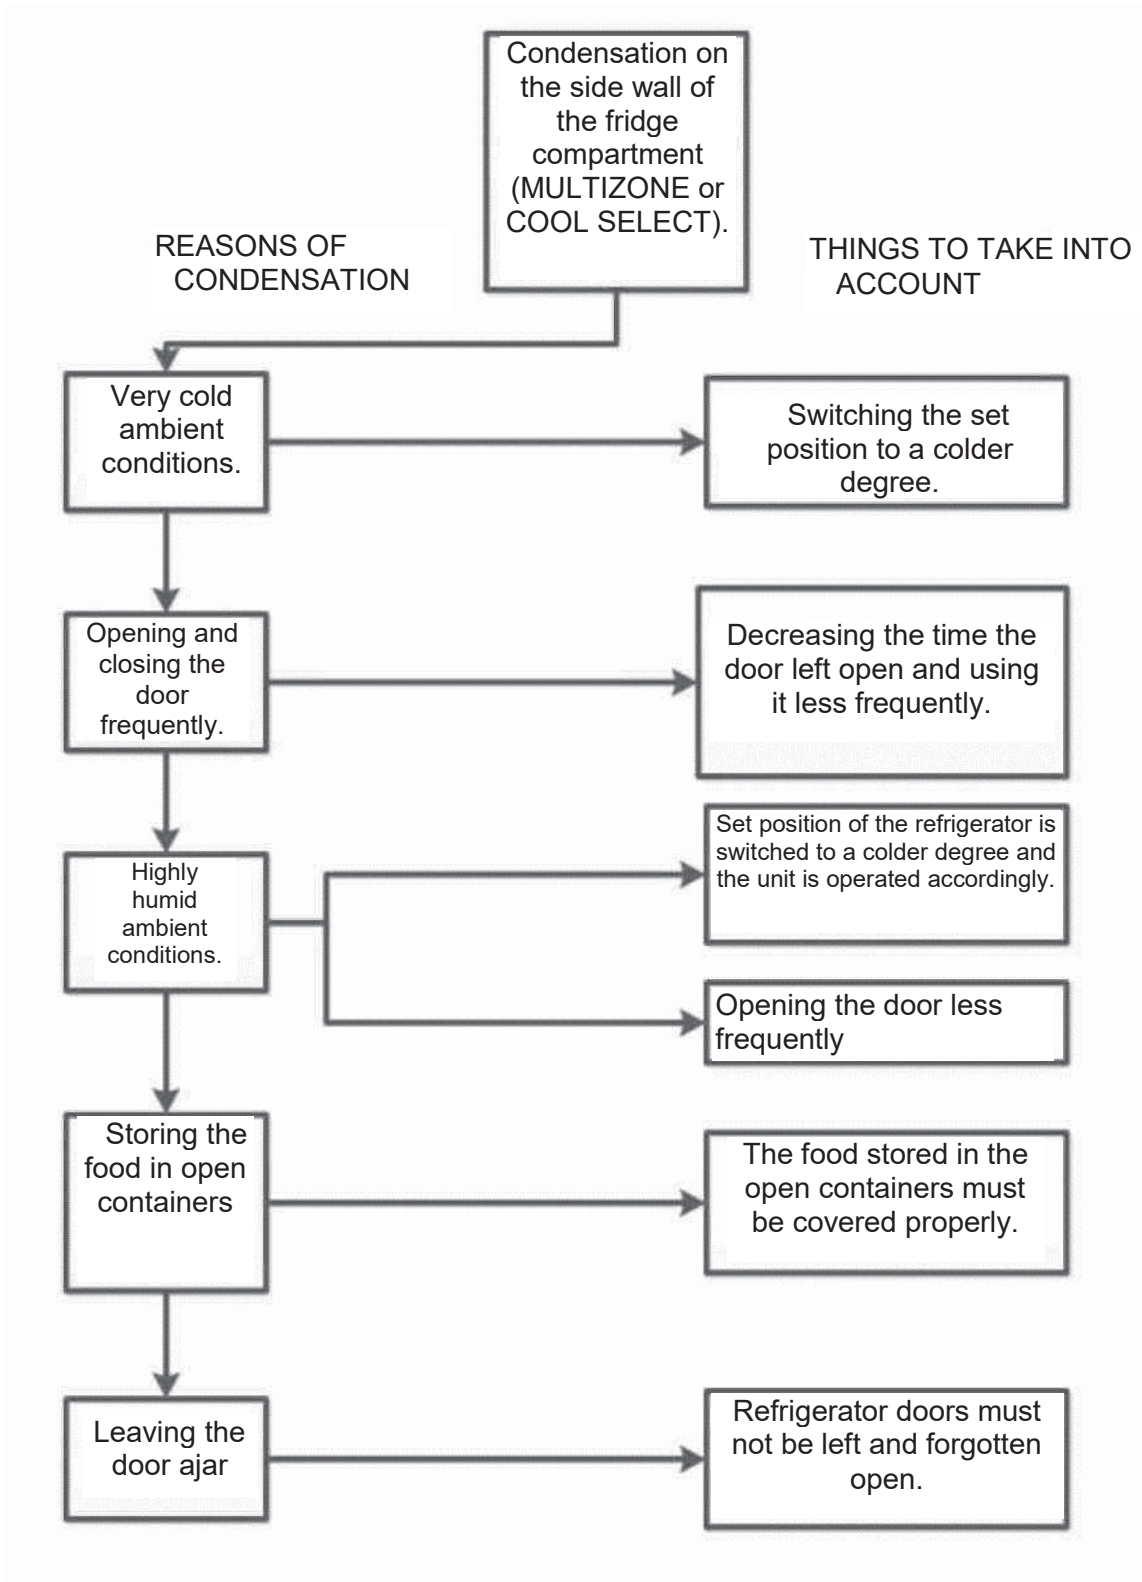 Condensation on
the side wall of
the fridge
compartment
(MULTIZONE or
COOL SELECT).
REASONS OF
CONDENSATION
THINGS TO TAKE INTO
ACCOUNT
Very cold
ambient
conditions.
Switching the set
position to a colder
degree.
Opening and
closing the
door
frequently.
Decreasing the time the
door left open and using
it less frequently.
Highly
humid
ambient
conditions.
Set position of the refrigerator is
switched to a colder degree and
the unit is operated accordingly.
Opening the door less
frequently
Storing the
food in open
containers
The food stored in the
open containers must
be covered properly.
Leaving the
door ajar
Refrigerator doors must
not be left and forgotten
open.